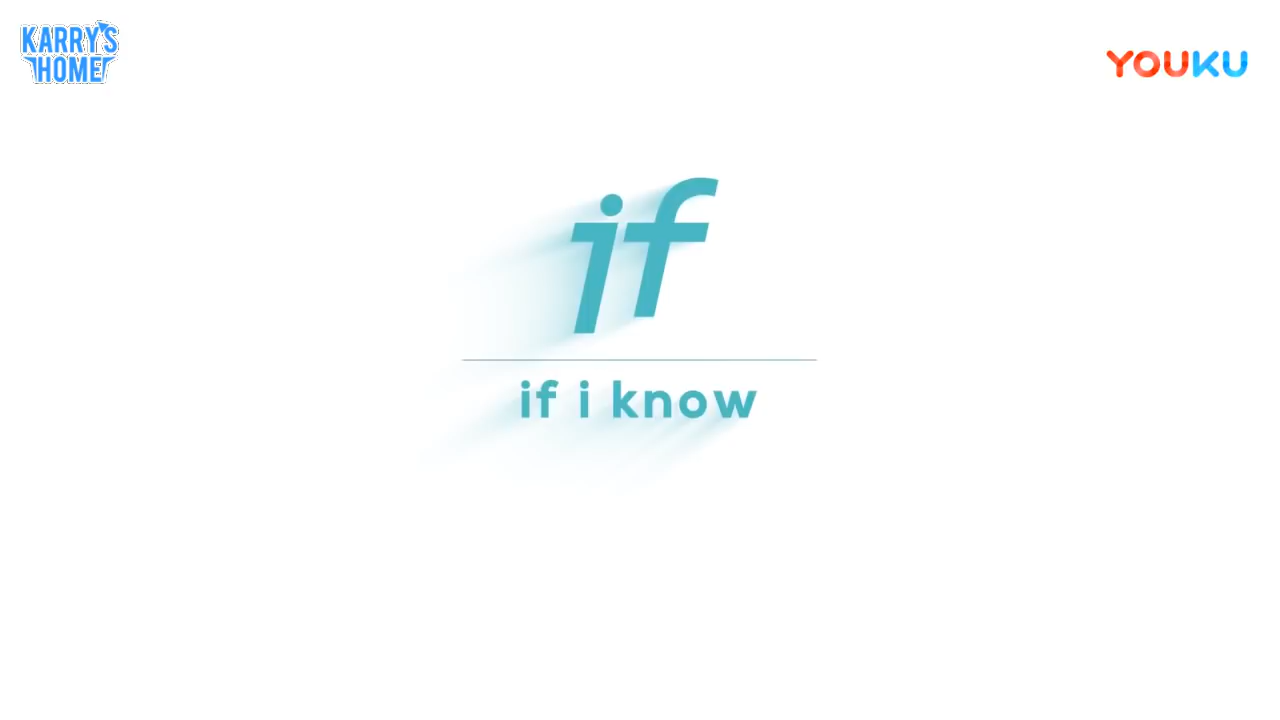 KARRY'S
HOME
YOUKU
if
if i know